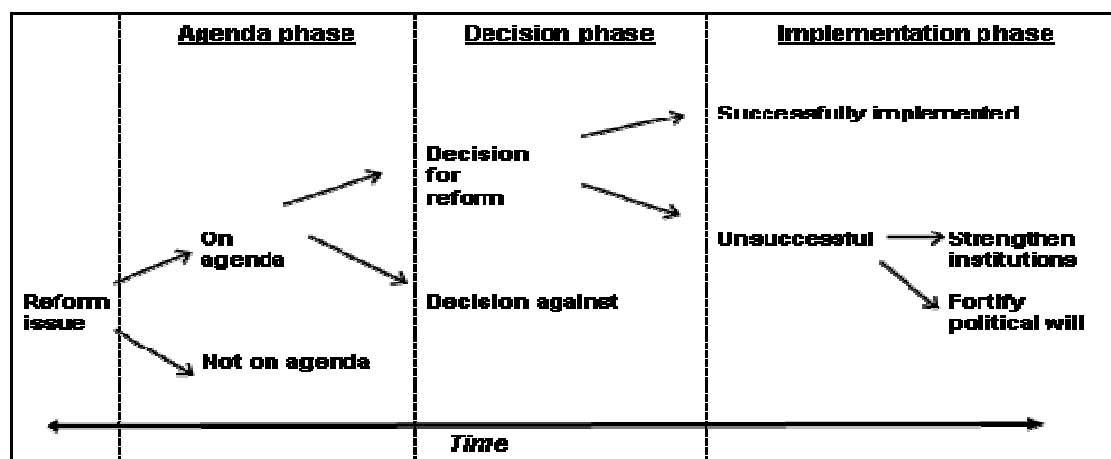 Agenda phase
Decision phase
Implementation phase
Successfully implemented
Decision
for
reform
On
agenda
Unsuccessful
Strengthen
institutions
Reform
issue
Decision against
Fortify
political will
Not on agenda
Time